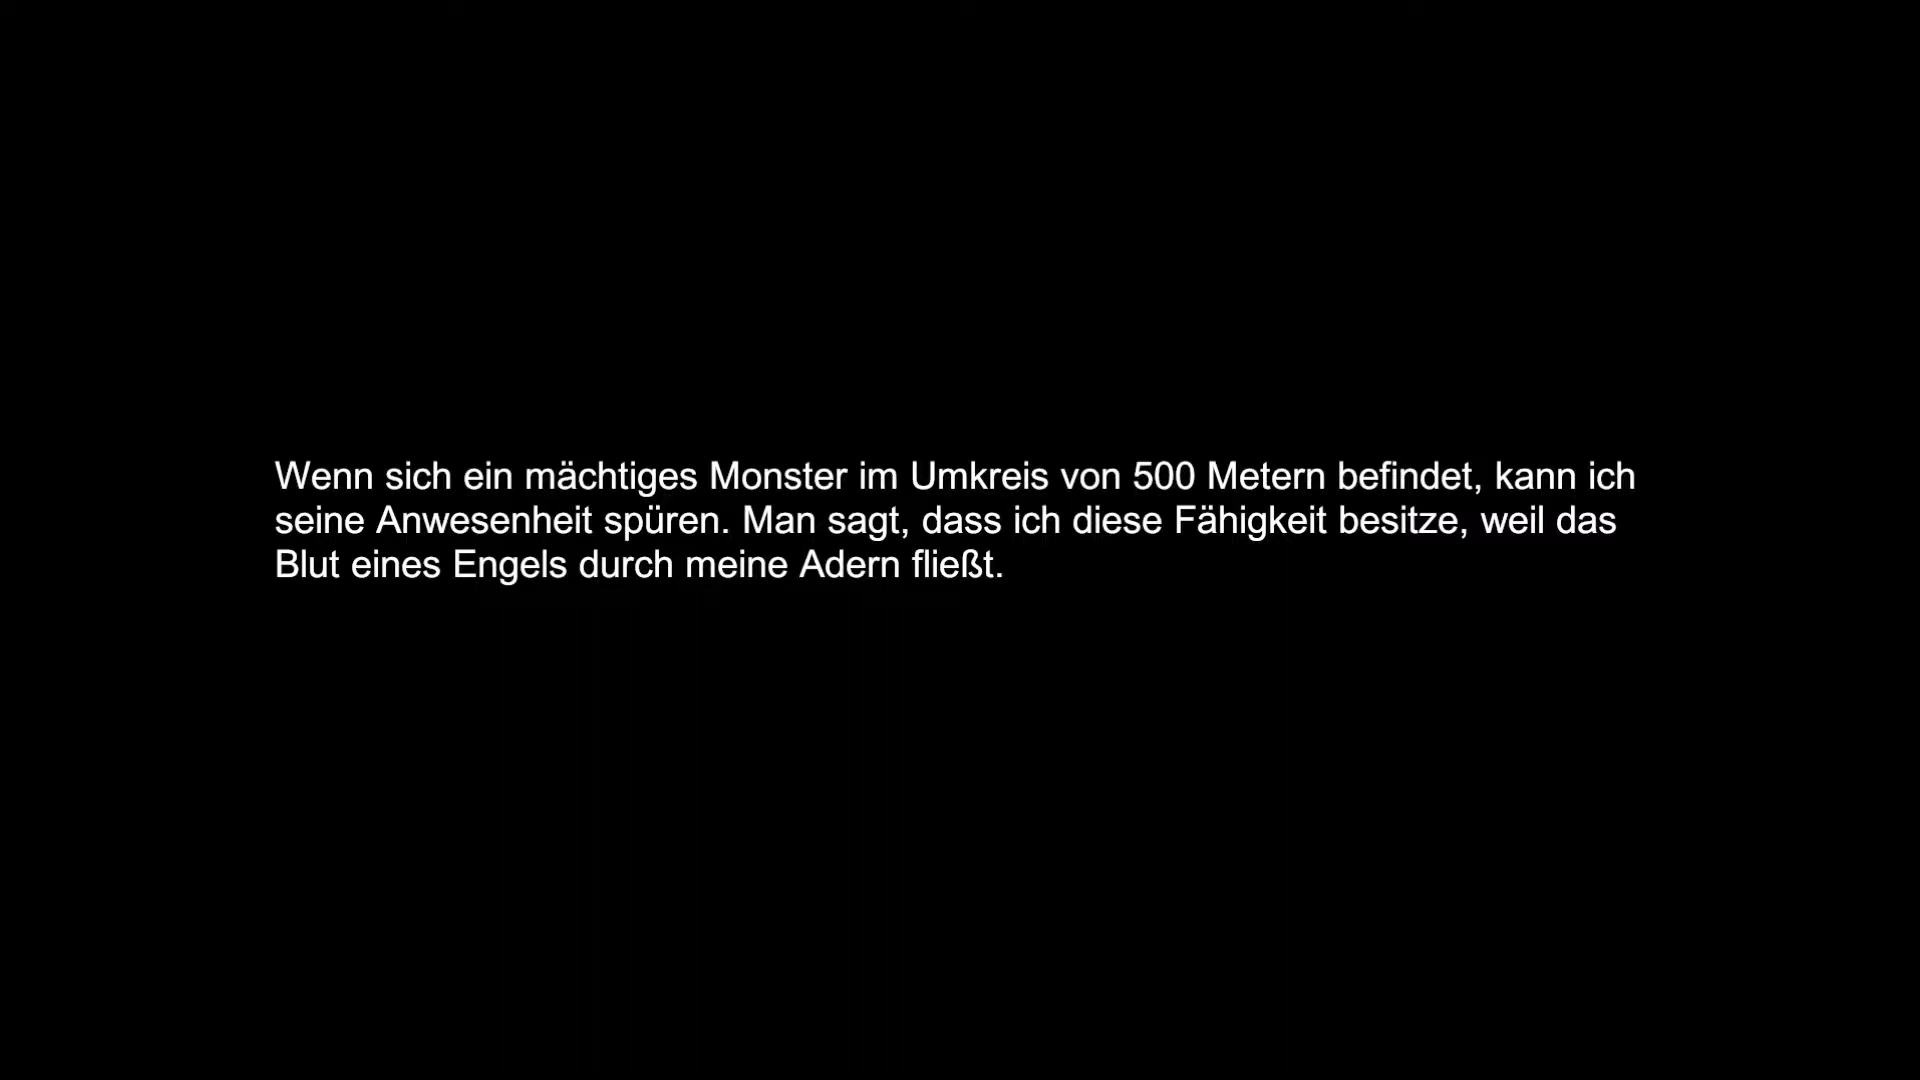 Wenn sich ein mächtiges Monster im Umkreis von 500 Metern befindet, kann ich
seine Anwesenheit spüren. Man sagt, dass ich diese Fähigkeit besitze, weil das
Blut eines Engels durch meine Adern fließt.